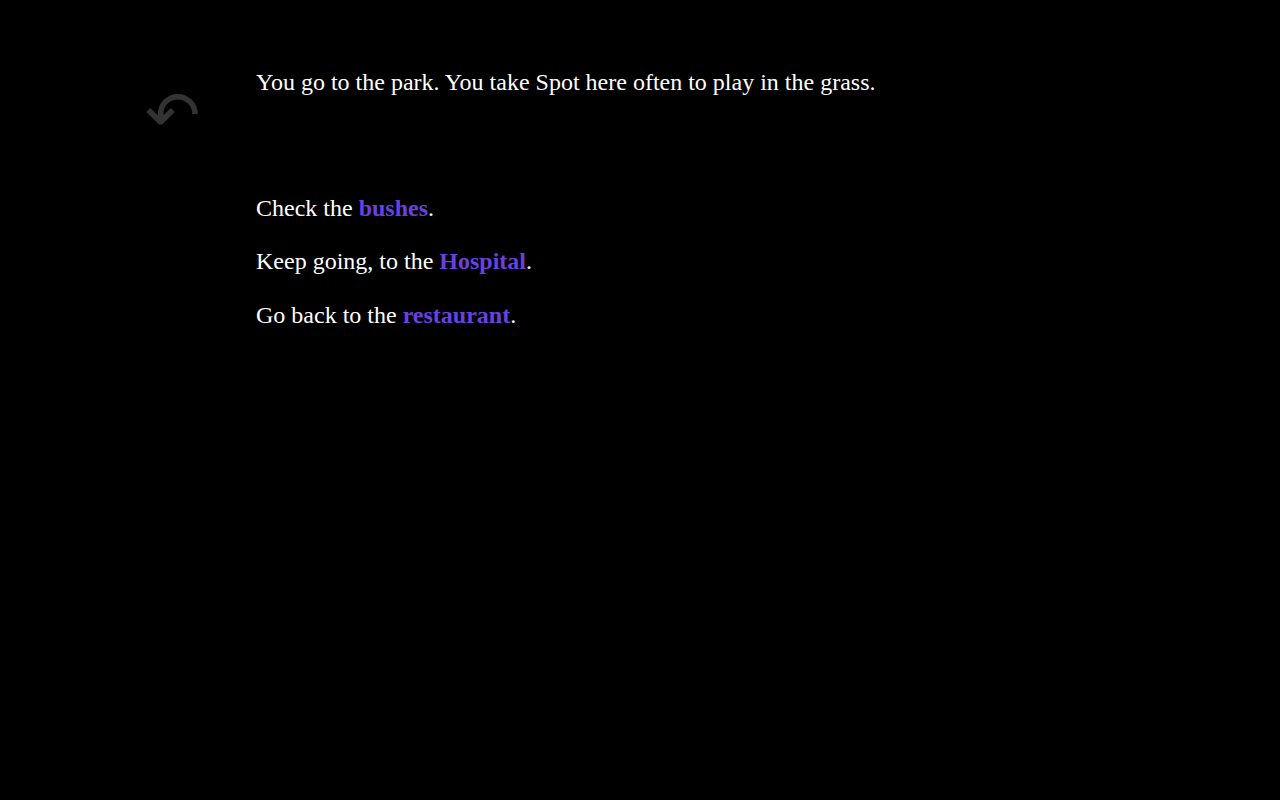 You go to the park. You take Spot here often to play in the grass.
Check the bushes.
Keep going, to the Hospital.
Go back to the restaurant.